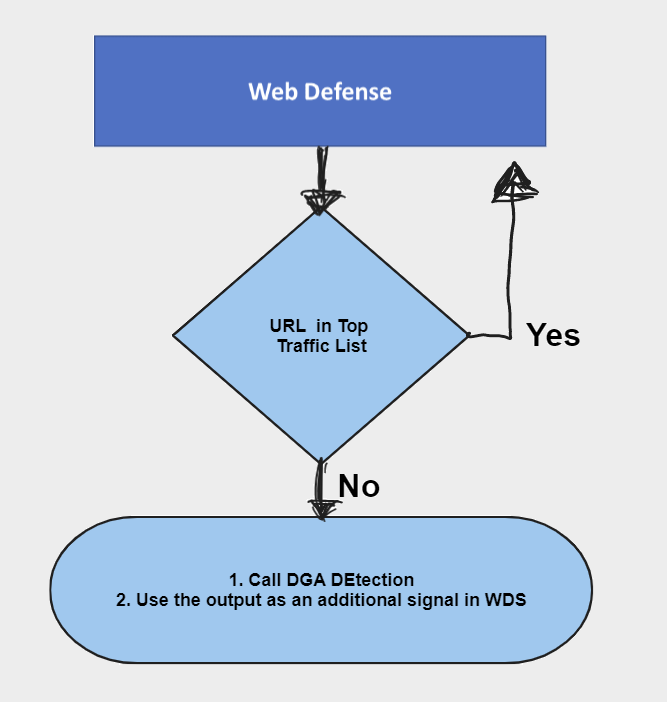 Web Defense
URL in Top
Traffic List
Yes
No
1. Call DGA DEtection
2. Use the output as an additional signal in WDS